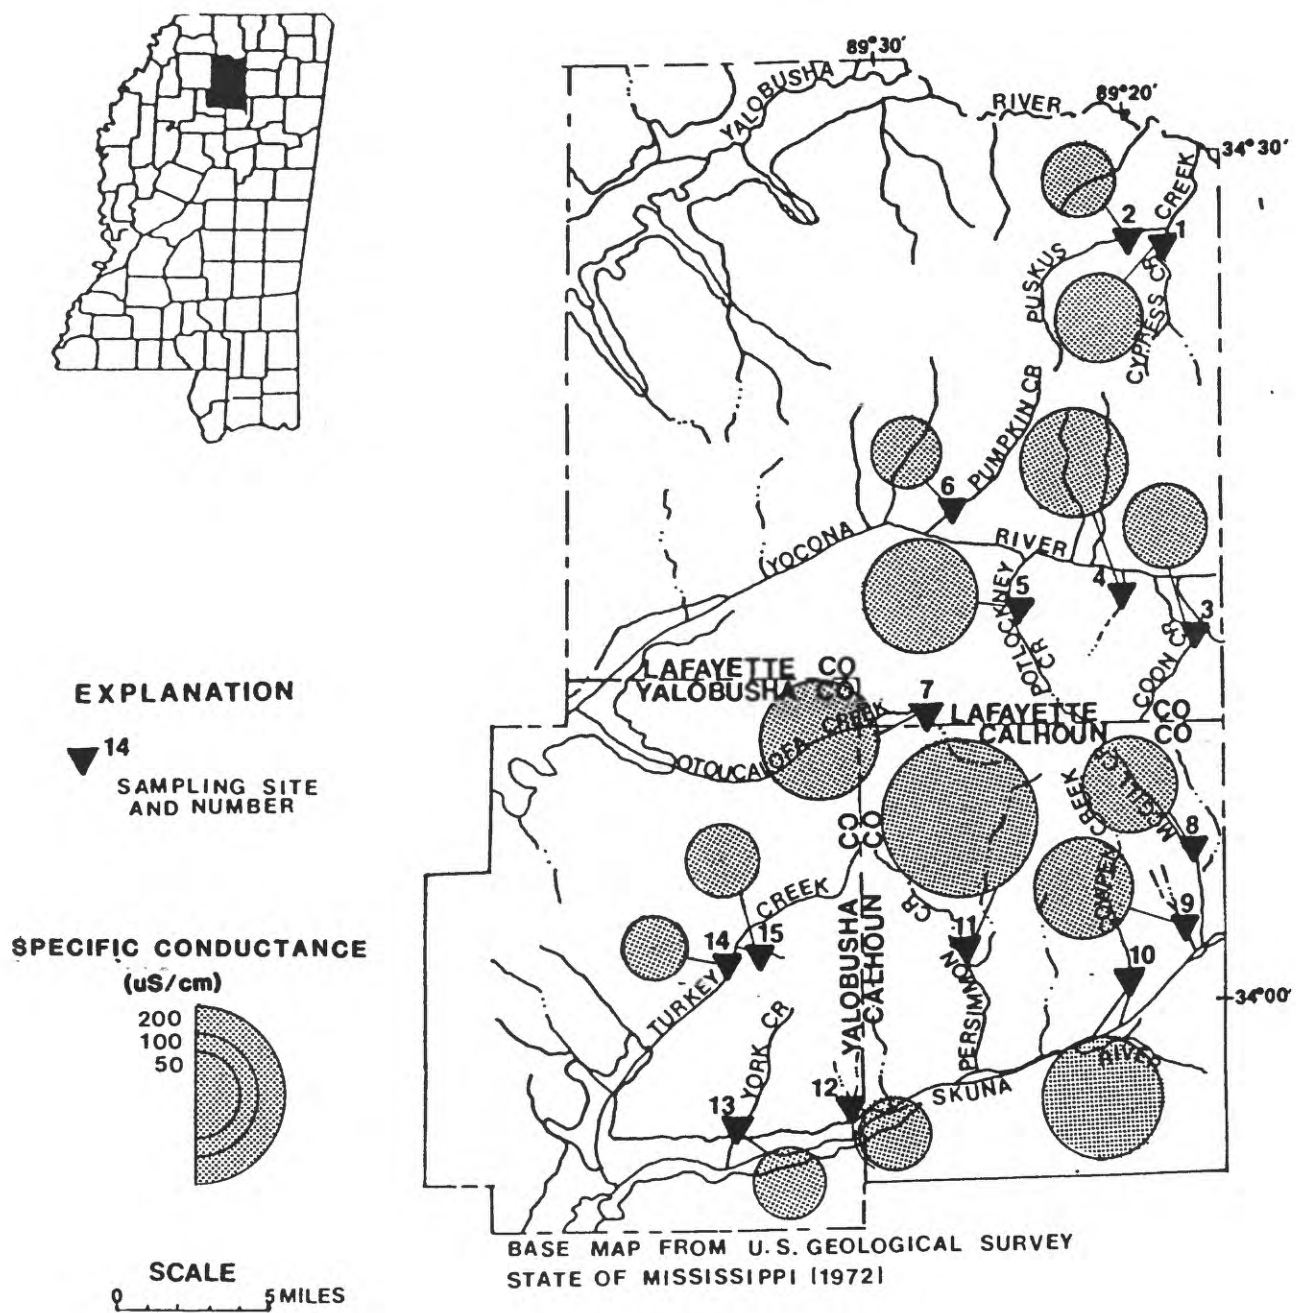 89°30'
89°20'
34°30'
YALOBUSHA
RIVER
CREEK
2
1
PUSKUS
CYPRESS CR
PUMPKIN CR
6
YOCONA
RIVER
POTLOCKNEY
CR
5
4
3
COON CR
LAFAYETTE CO
YALOBUSHA CO
7
LAFAYETTE CO
CALHOUN CO
OTOUCALOFA CREEK
CREEK
MCGILL CR
8
9
10
11
CO
CO
YALOBUSHA
CALHOUN
CR
PERSIMMON
CREEK
TURKEY
14
15
34°00'
YORK CR
13
12
SKUNA
RIVER
EXPLANATION
14
SAMPLING SITE
AND NUMBER
SPECIFIC CONDUCTANCE
(uS/cm)
200
100
50
SCALE
0 5 MILES
BASE MAP FROM U.S. GEOLOGICAL SURVEY
STATE OF MISSISSIPPI [1972]